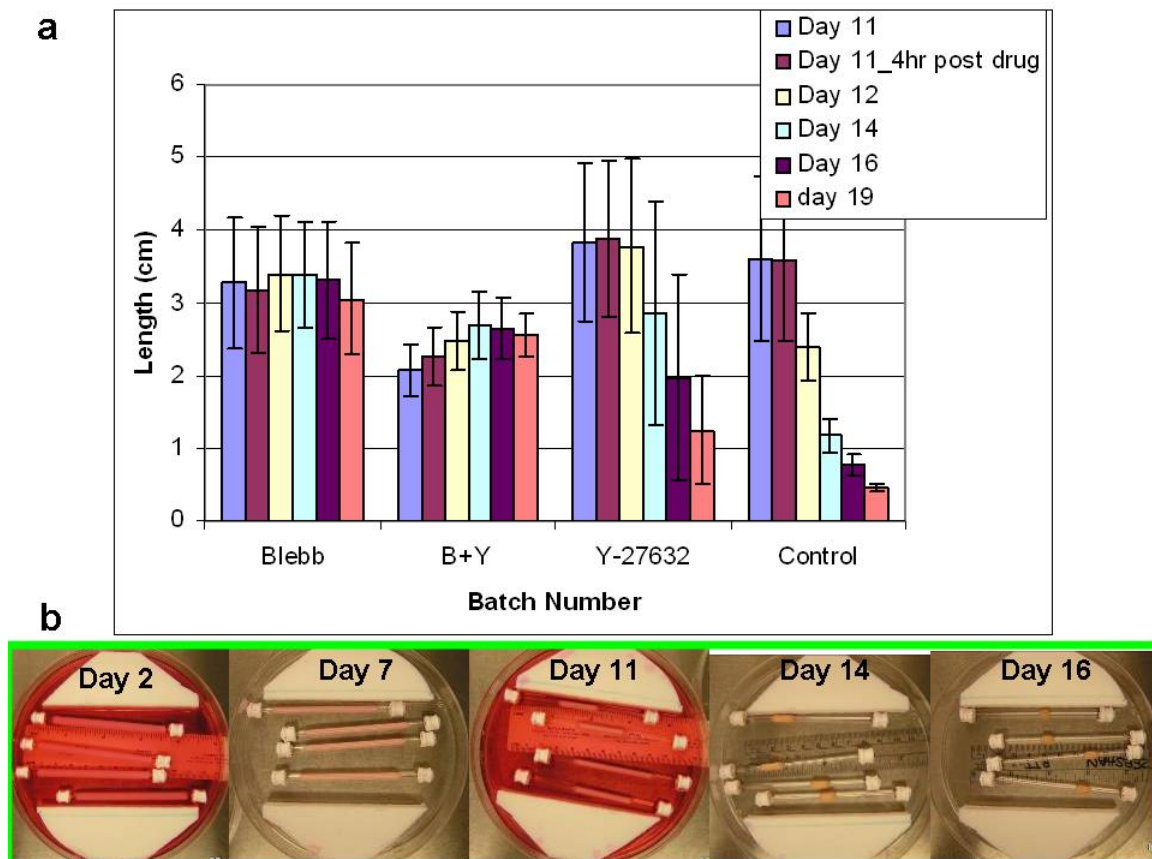 a
Day 11
Day 11_4hr post drug
Day 12
Day 14
Day 16
day 19
6
5
4
3
2
1
0
Length (cm)
Blebb B+Y Y-27632 Control
Batch Number
b
Day 2 Day 7 Day 11 Day 14 Day 16